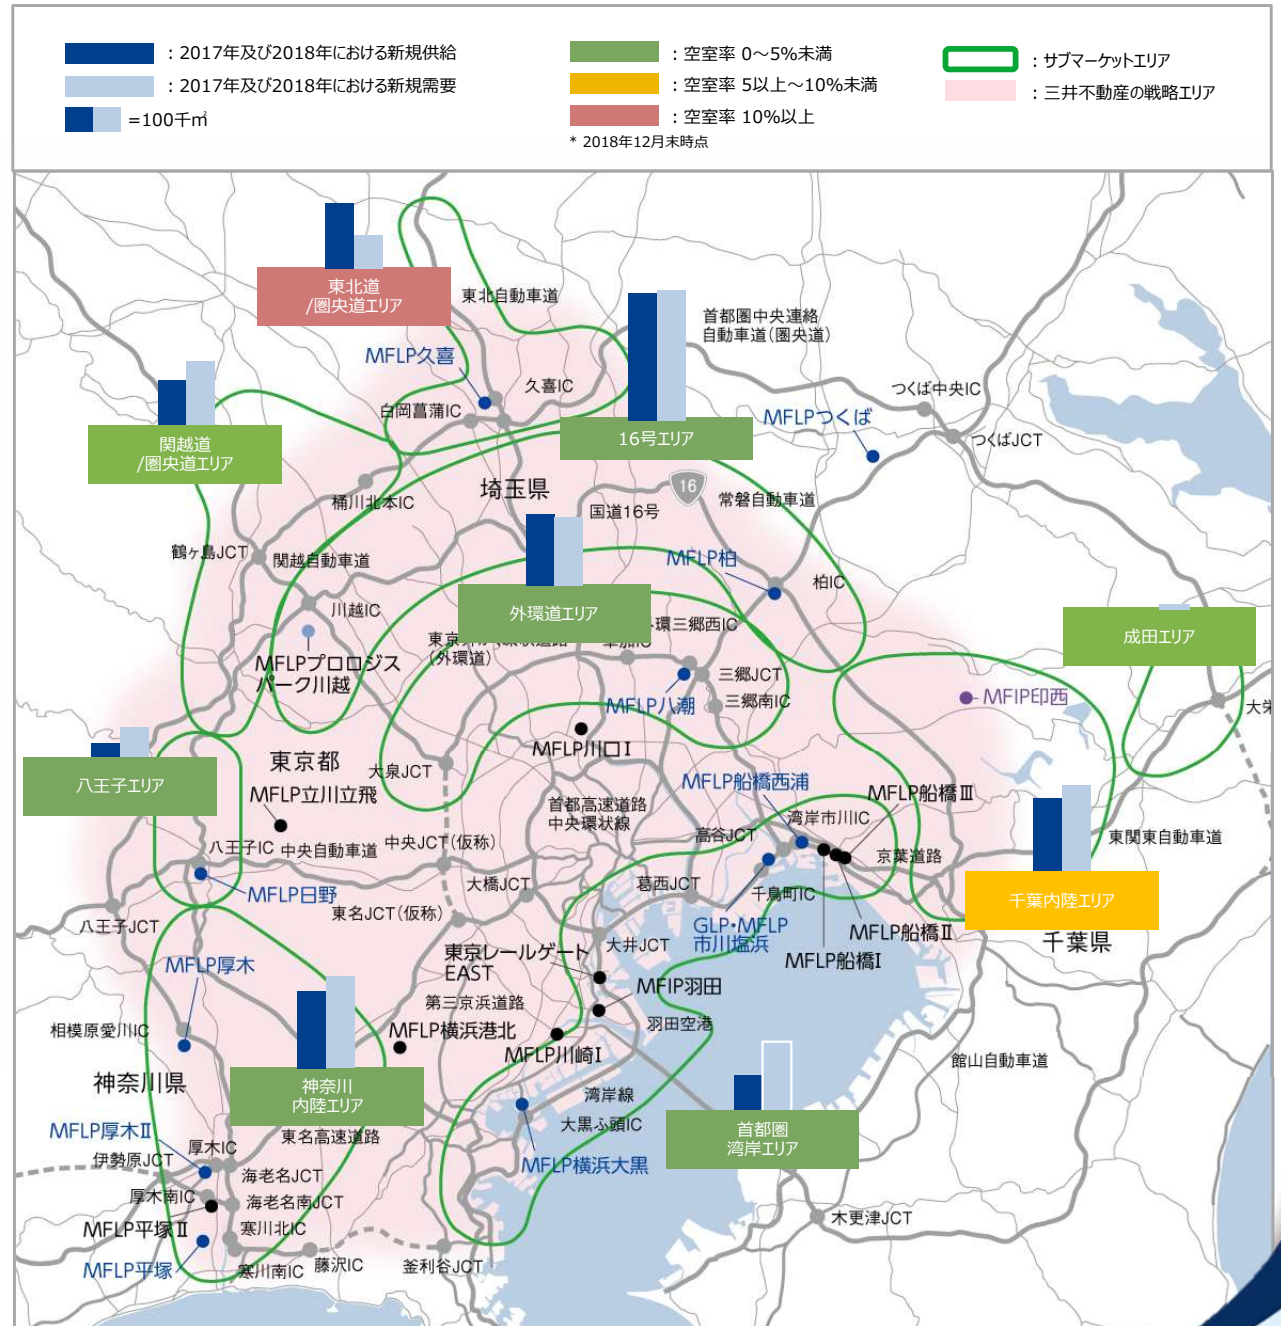 ：2017年及び2018年における新規供給
：2017年及び2018年における新規需要
=100千㎡
：空室率 0～5%未満
：空室率 5以上～10%未満
：空室率 10%以上
* 2018年12月末時点
：サブマーケットエリア
：三井不動産の戦略エリア
東北道
/圏央道エリア
東北自動車道
首都圏中央連絡
自動車道（圏央道）
MFLP久喜
久喜IC
白岡菖蒲IC
つくば中央IC
MFLPつくば
つくばJCT
16号エリア
関越道
/圏央道エリア
桶川北本IC
埼玉県
16
国道16号
常磐自動車道
鶴ヶ島JCT
関越自動車道
MFLP柏
柏IC
川越IC
外環道エリア
成田エリア
（外環道）
外環三郷西IC
MFLPプロロジス
パーク川越
三郷JCT
MFLP八潮
三郷南IC
MFIP印西
大栄
MFLP川口Ⅰ
東京都
大泉JCT
八王子エリア
MFLP立川立飛
MFLP船橋西浦
MFLP船橋Ⅲ
首都高速道路
中央環状線
湾岸市川IC
高谷JCT
京葉道路
東関東自動車道
八王子IC
中央自動車道
中央JCT（仮称）
MFLP日野
大橋JCT
葛西JCT
千鳥町IC
千葉内陸エリア
八王子JCT
東名JCT（仮称）
GLP・MFLP
市川塩浜
MFLP船橋Ⅱ
千葉県
大井JCT
MFLP船橋Ⅰ
東京レールゲート
EAST
MFLP厚木
MFIP羽田
第三京浜道路
羽田空港
相模原愛川IC
MFLP横浜港北
MFLP川崎Ⅰ
館山自動車道
神奈川県
神奈川
内陸エリア
湾岸線
大黒ふ頭IC
首都圏
湾岸エリア
MFLP厚木Ⅱ
東名高速道路
厚木IC
伊勢原JCT
MFLP横浜大黒
海老名JCT
厚木南IC
海老名南JCT
木更津JCT
MFLP平塚Ⅱ
寒川北IC
MFLP平塚
寒川南IC
藤沢IC
釜利谷JCT